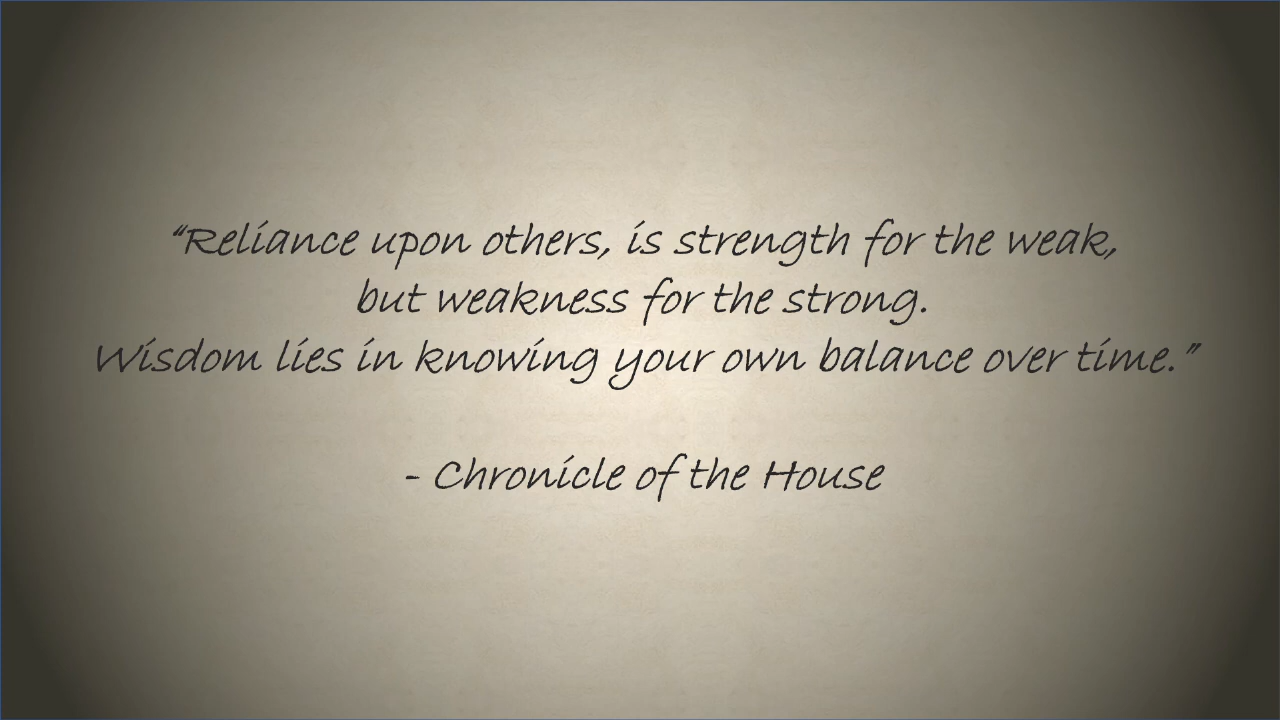 “Reliance upon others, is strength for the weak,
but weakness for the strong.
Wisdom lies in knowing your own balance over time.”
- Chronicle of the House